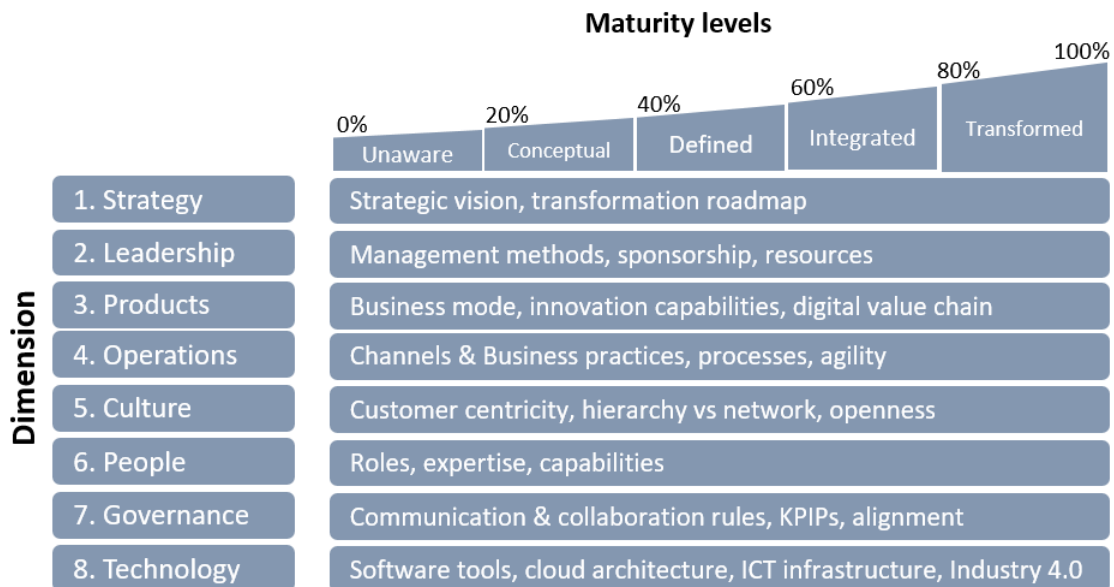 Maturity levels
0% 20% 40% 60% 80% 100%
Unaware Conceptual Defined Integrated Transformed
Dimension
1. Strategy Strategic vision, transformation roadmap
2. Leadership Management methods, sponsorship, resources
3. Products Business mode, innovation capabilities, digital value chain
4. Operations Channels & Business practices, processes, agility
5. Culture Customer centricity, hierarchy vs network, openness
6. People Roles, expertise, capabilities
7. Governance Communication & collaboration rules, KPIPs, alignment
8. Technology Software tools, cloud architecture, ICT infrastructure, Industry 4.0